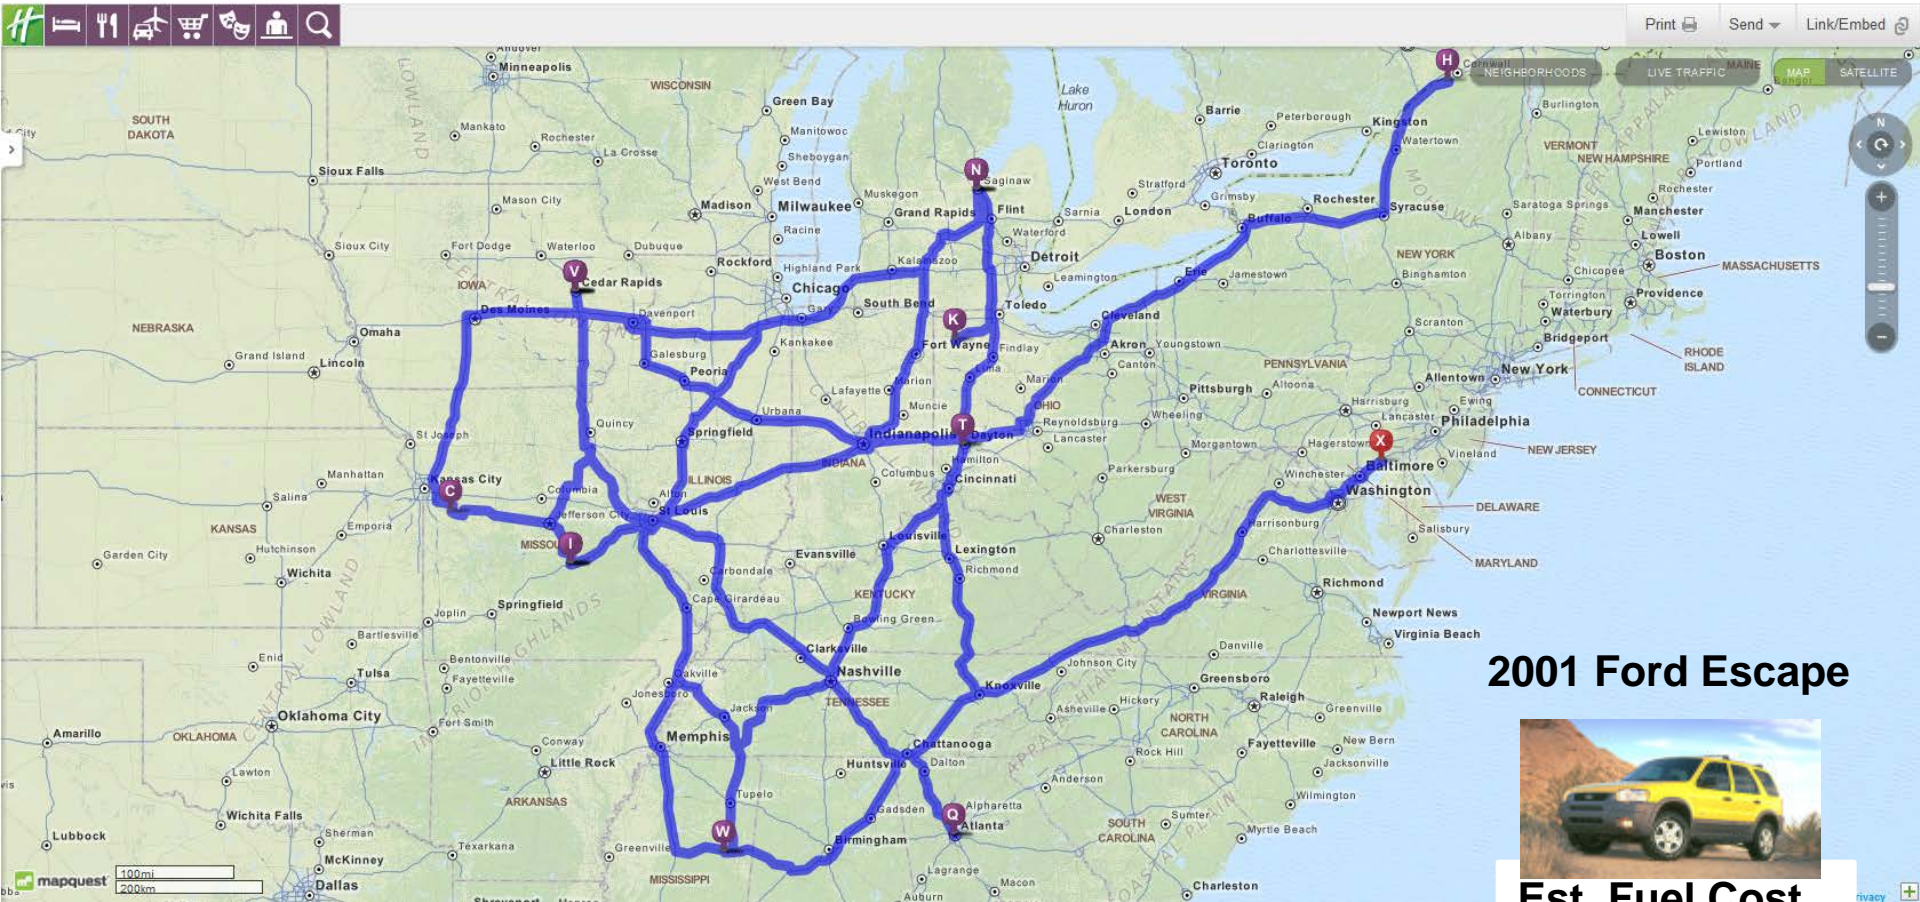 Print
Send
Link/Embed
NEIGHBORHOODS
LIVE TRAFFIC
MAP
SATELLITE
H
Cornwall
MAINE
Andover
Minneapolis
WISCONSIN
Lake
Huron
LOWLAND
Green Bay
Barrie
Peterborough
Kingston
Burlington
SOUTH
DAKOTA
Mankato
Rochester
La Crosse
Manitowoc
Sheboygan
Clarington
Watertown
Toronto
VERMONT
NEW HAMPSHIRE
Lewiston
Portland
LOWLAND
N
Sioux Falls
West Bend
Saginaw
Muskegon
Stratford
Grimsby
Rochester
Syracuse
Saratoga Springs
Rochester
Manchester
Mason City
Madison
Milwaukee
Grand Rapids
Flint
Sarnia
London
Buffalo
Racine
Waterford
Albany
Lowell
Sioux City
Fort Dodge
Waterloo
Dubuque
Rockford
Highland Park
Kalamazoo
Detroit
Leamington
Erie
Jamestown
NEW YORK
Binghamton
Chicopee
Boston
MASSACHUSETTS
V
IOWA
Cedar Rapids
Chicago
South Bend
Toledo
Torrington
Providence
Waterbury
Des Moines
Davenport
Gary
K
Cleveland
Scranton
Bridgeport
NEBRASKA
Omaha
Kankakee
Fort Wayne
Findlay
Akron
Youngstown
RHODE
ISLAND
Grand Island
Lincoln
Galesburg
Peoria
Lima
Canton
PENNSYLVANIA
New York
Lafayette
Marion
Marion
Pittsburgh
Altoona
Allentown
CONNECTICUT
Muncie
OHIO
Harrisburg
Ewing
Urbana
Wheeling
Lancaster
Philadelphia
Quincy
Springfield
Indianapolis
T
Dayton
Reynoldsburg
Lancaster
Morgantown
Hagerstown
X
Vineland
NEW JERSEY
St Joseph
INDIANA
Hamilton
Baltimore
Manhattan
Kansas City
ILLINOIS
Columbus
Cincinnati
Parkersburg
Winchester
Washington
DELAWARE
Salina
C
Columbia
Alton
St Louis
WEST
VIRGINIA
Jefferson City
KANSAS
Emporia
Harrisonburg
Salisbury
Charleston
MARYLAND
Garden City
Hutchinson
I
Evansville
Louisville
Lexington
Charlottesville
Wichita
Carbondale
Richmond
Richmond
Springfield
Cape Girardeau
KENTUCKY
VIRGINIA
Newport News
Joplin
Bowling Green
Virginia Beach
Bartlesville
Clarksville
Danville
Enid
Bentonville
Johnson City
Tulsa
Fayetteville
Nashville
Knoxville
Greensboro
Raleigh
2001 Ford Escape
Jonesboro
Jackson
TENNESSEE
Asheville
Hickory
Greenville
Oklahoma City
Fort Smith
NORTH
CAROLINA
Amarillo
OKLAHOMA
Conway
Memphis
Chattanooga
Rock Hill
Fayetteville
New Bern
Little Rock
Huntsville
Dalton
Jacksonville
Lawton
Anderson
ARKANSAS
Tupelo
Gadsden
Alpharetta
Wilmington
Wichita Falls
W
Q
Atlanta
SOUTH
CAROLINA
Sumter
Lubbock
Sherman
Greenville
Birmingham
Myrtle Beach
McKinney
Texarkana
Lagrange
mapquest
100mi
200km
Dallas
MISSISSIPPI
Macon
Charleston
Auburn
Est. Fuel Cost